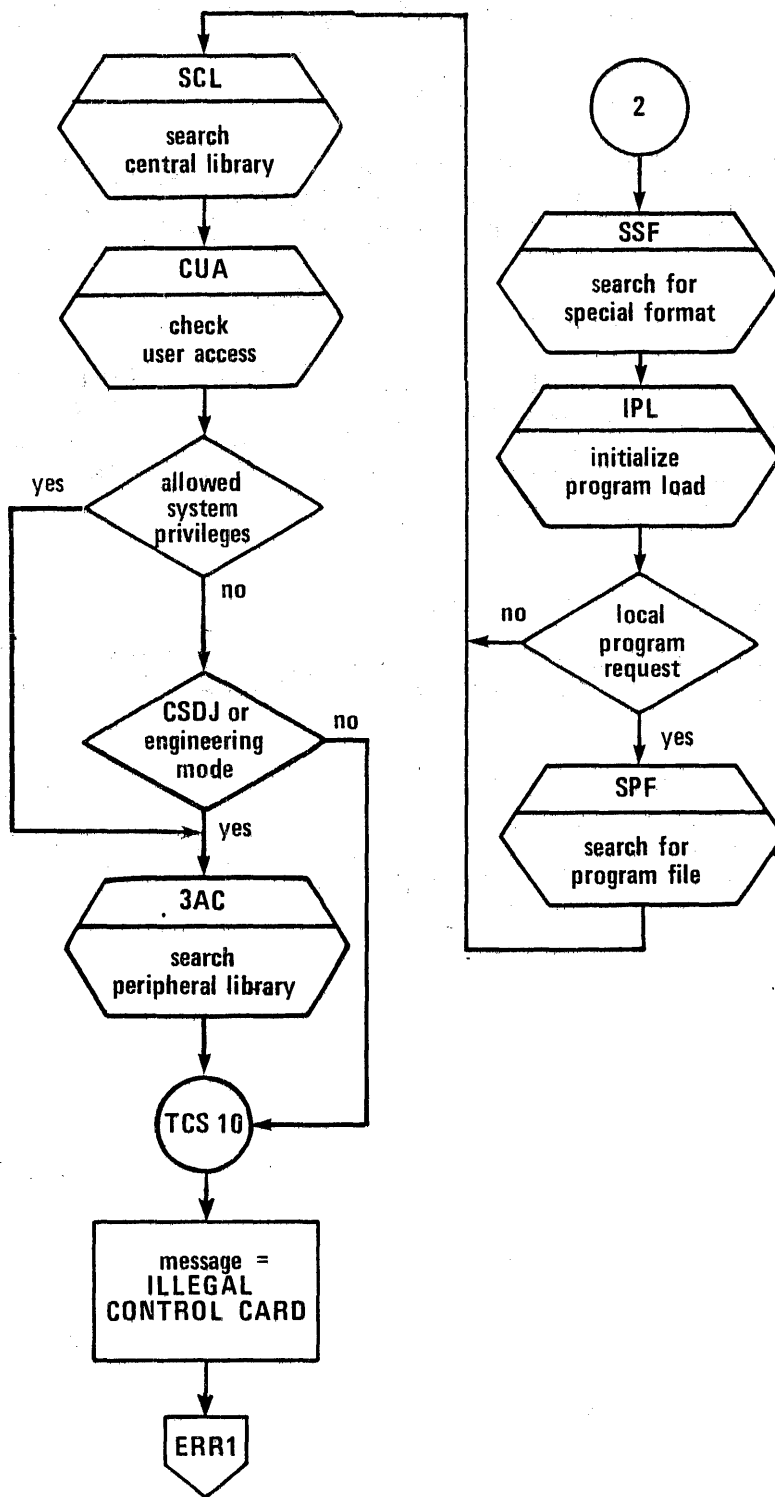 SCL
search
central library
CUA
check
user access
yes
allowed
system
privileges
no
CSDJ or
engineering
mode
no
yes
3AC
search
peripheral library
TCS 10
message =
ILLEGAL
CONTROL CARD
ERR1
2
SSF
search for
special format
IPL
initialize
program load
no
local
program
request
yes
SPF
search for
program file